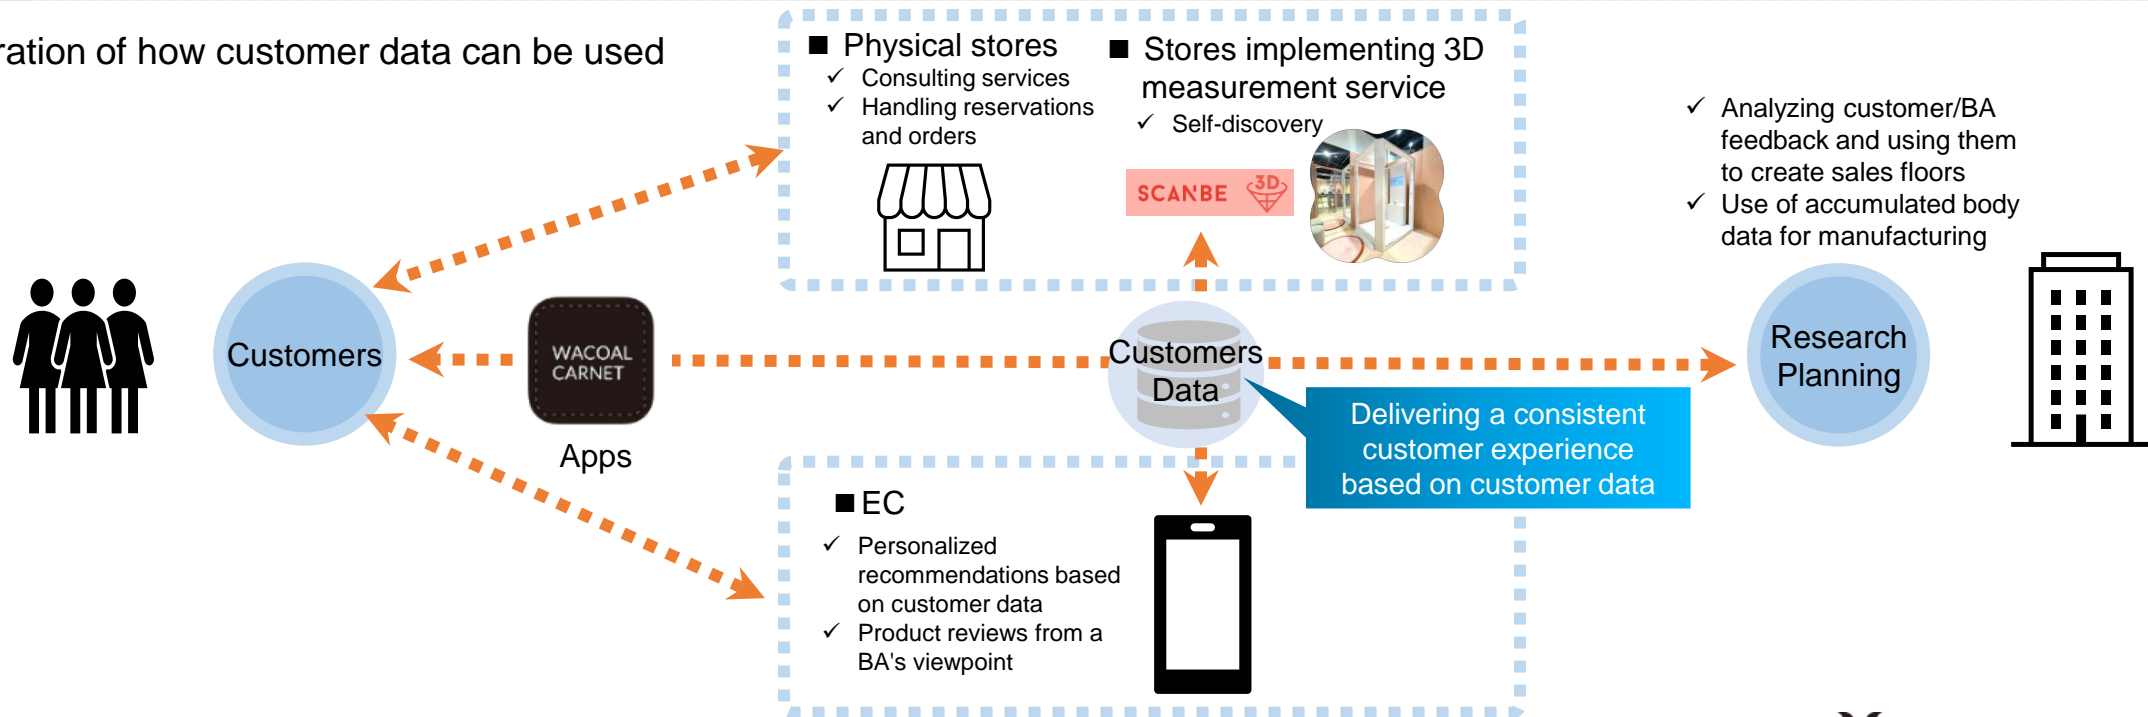 ration of how customer data can be used
■ Physical stores
✓ Consulting services
✓ Handling reservations
and orders
■ Stores implementing 3D
measurement service
✓ Self-discovery
SCANBE 3D
✓ Analyzing customer/BA
feedback and using them
to create sales floors
✓ Use of accumulated body
data for manufacturing
Customers
WACOAL
CARNET
Apps
Customers
Data
Research
Planning
Delivering a consistent
customer experience
based on customer data
■ EC
✓ Personalized
recommendations based
on customer data
✓ Product reviews from a
BA's viewpoint